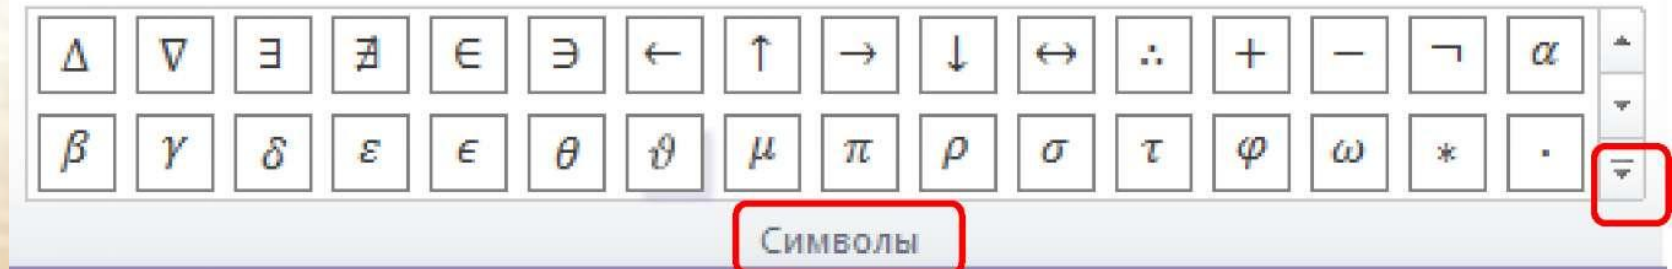 ∆ ∇ ∃ ∄ ∈ ∋ ← ↑ → ↓ ↔ ∴ + − ¬ α
β γ δ ε ϵ θ ϑ μ π ρ σ τ φ ω * ∙
Символы